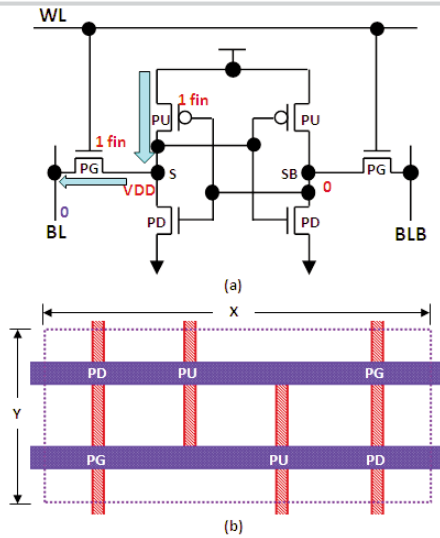 WL
1 fin
PU
PU
1 fin
PG
S
SB
PG
VDD
0
0
PD
PD
BL
BLB
(a)
X
PD
PU
PG
Y
PG
PU
PD
(b)